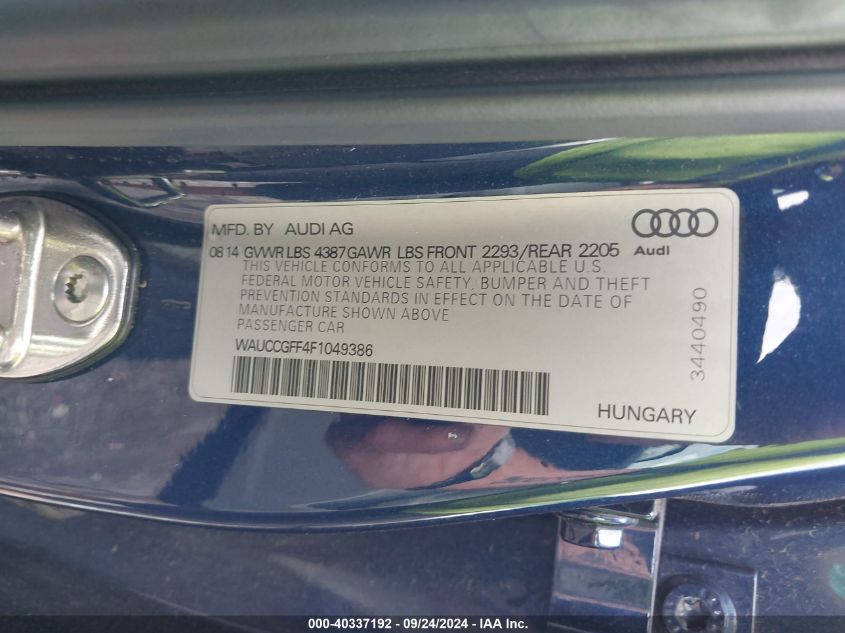 MFD. BY AUDI AG
08 14 GVWR LBS 4387 GAWR LBS FRONT 2293/REAR 2205
Audi
THIS VEHICLE CONFORMS TO ALL APPLICABLE U.S.
FEDERAL MOTOR VEHICLE SAFETY, BUMPER AND THEFT
PREVENTION STANDARDS IN EFFECT ON THE DATE OF
MANUFACTURE SHOWN ABOVE
PASSENGER CAR
WAUCCGFF4F1049386
HUNGARY
3440490
000-40337192 - 09/24/2024 - IAA Inc.